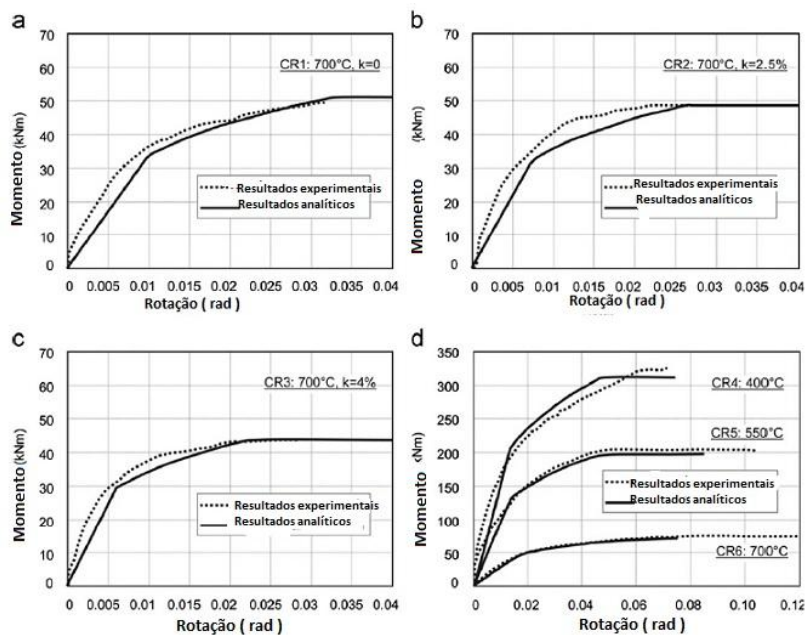 a
70
60
50
40
30
20
10
0
Momento (kNm)
CR1: 700°C, k=0
Resultados experimentais
Resultados analíticos
0 0.005 0.01 0.015 0.02 0.025 0.03 0.035 0.04
Rotação ( rad )
b
70
60
50
40
30
20
10
0
Momento (kNm)
CR2: 700°C, k=2.5%
Resultados experimentais
Resultados analíticos
0 0.005 0.01 0.015 0.02 0.025 0.03 0.035 0.04
Rotação ( rad )
c
70
60
50
40
30
20
10
0
Momento (kNm)
CR3: 700°C, k=4%
Resultados experimentais
Resultados analíticos
0 0.005 0.01 0.015 0.02 0.025 0.03 0.035 0.04
Rotação ( rad )
d
350
300
250
200
150
100
50
0
Momento kNm)
CR4: 400°C
CR5: 550°C
Resultados experimentais
Resultados analíticos
CR6: 700°C
0 0.02 0.04 0.06 0.08 0.10 0.12
Rotação ( rad )